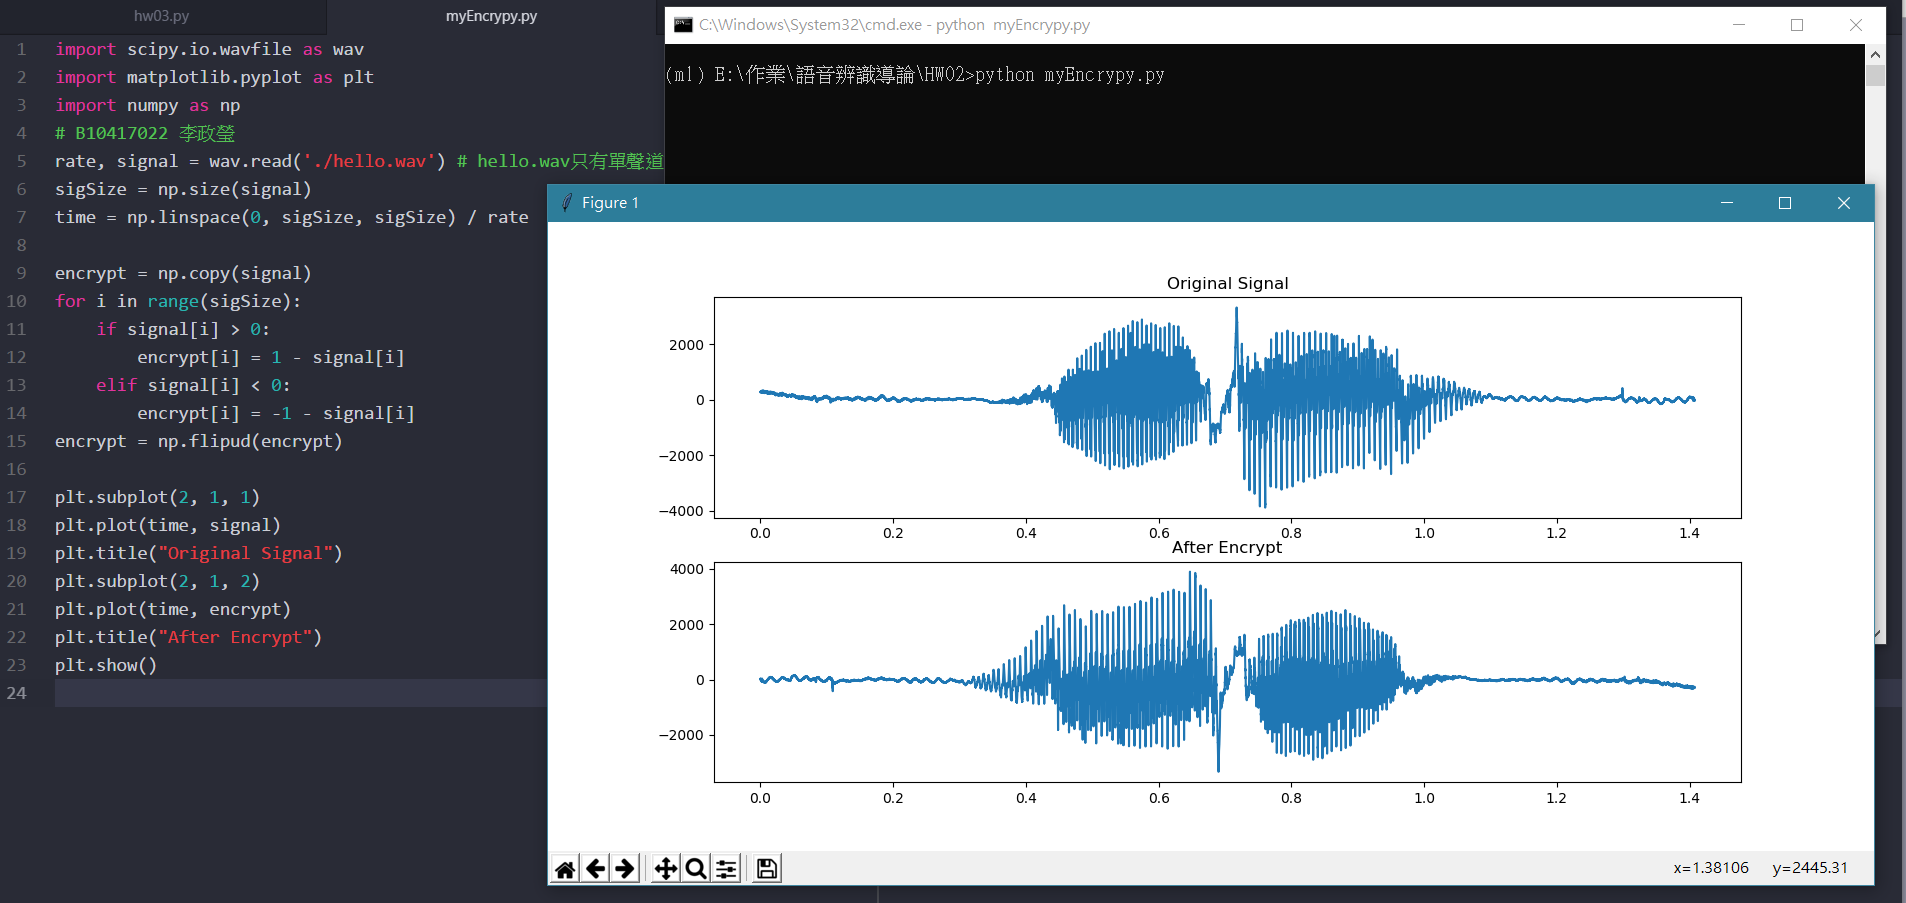 hw03.py
myEncrypy.py
1 import scipy.io.wavfile as wav
2 import matplotlib.pyplot as plt
3 import numpy as np
4 # B10417022 李政瑩
5 rate, signal = wav.read('./hello.wav') # hello.wav只有單聲道
6 sigSize = np.size(signal)
7 time = np.linspace(0, sigSize, sigSize) / rate
8
9 encrypt = np.copy(signal)
10 for i in range(sigSize):
11     if signal[i] > 0:
12         encrypt[i] = 1 - signal[i]
13     elif signal[i] < 0:
14         encrypt[i] = -1 - signal[i]
15 encrypt = np.flipud(encrypt)
16
17 plt.subplot(2, 1, 1)
18 plt.plot(time, signal)
19 plt.title("Original Signal")
20 plt.subplot(2, 1, 2)
21 plt.plot(time, encrypt)
22 plt.title("After Encrypt")
23 plt.show()
24
C:\Windows\System32\cmd.exe - python  myEncrypy.py
(ml) E:\作業\語音辨識導論\HW02>python myEncrypy.py
Figure 1
Original Signal
2000
0
−2000
−4000
0.0 0.2 0.4 0.6 0.8 1.0 1.2 1.4
After Encrypt
4000
2000
0
−2000
0.0 0.2 0.4 0.6 0.8 1.0 1.2 1.4
x=1.38106 y=2445.31